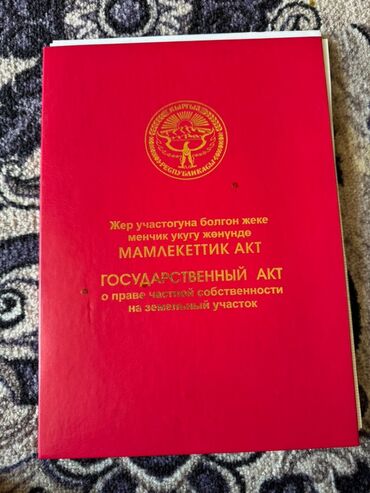 КЫРГЫЗ
РЕСПУБЛИКАСЫ
Жер участогуна болгон жеке
менчик укугу жөнүндө
МАМЛЕКЕТТИК АКТ
ГОСУДАРСТВЕННЫЙ АКТ
о праве частной собственности
на земельный участок